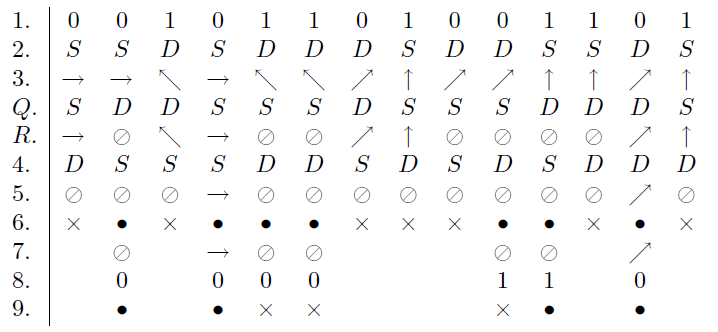 1. 0 0 1 0 1 1 0 1 0 0 1 1 0 1
2. S S D S D D D S D D S S D S
3. → → ↖ → ↖ ↖ ↗ ↑ ↗ ↗ ↑ ↑ ↗ ↑
Q. S D D S S S D S S S D D D S
R. → ⊘ ↖ → ⊘ ⊘ ↗ ↑ ⊘ ⊘ ⊘ ⊘ ↗ ↑
4. D S S S D D S D S D S D D D
5. ⊘ ⊘ ⊘ → ⊘ ⊘ ⊘ ⊘ ⊘ ⊘ ⊘ ⊘ ↗ ⊘
6. × • × • • • × × × • • × • ×
7. ⊘ → ⊘ ⊘ ⊘ ⊘ ↗
8. 0 0 0 0 1 1 0
9. • • × × × • •